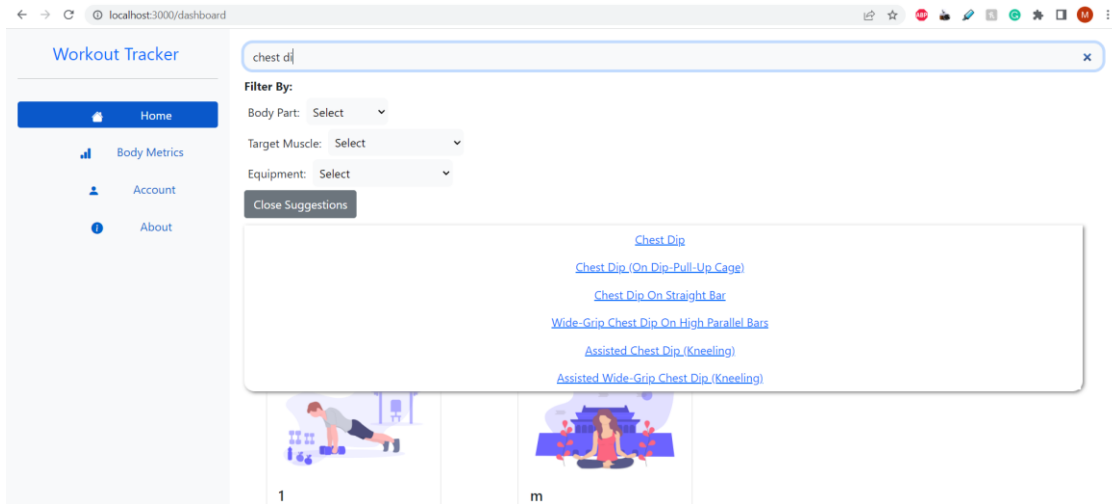 localhost:3000/dashboard
ABP
M
Workout Tracker
Home
Body Metrics
Account
About
chest di
Filter By:
Body Part: Select
Target Muscle: Select
Equipment: Select
Close Suggestions
Chest Dip
Chest Dip (On Dip-Pull-Up Cage)
Chest Dip On Straight Bar
Wide-Grip Chest Dip On High Parallel Bars
Assisted Chest Dip (Kneeling)
Assisted Wide-Grip Chest Dip (Kneeling)
1 m